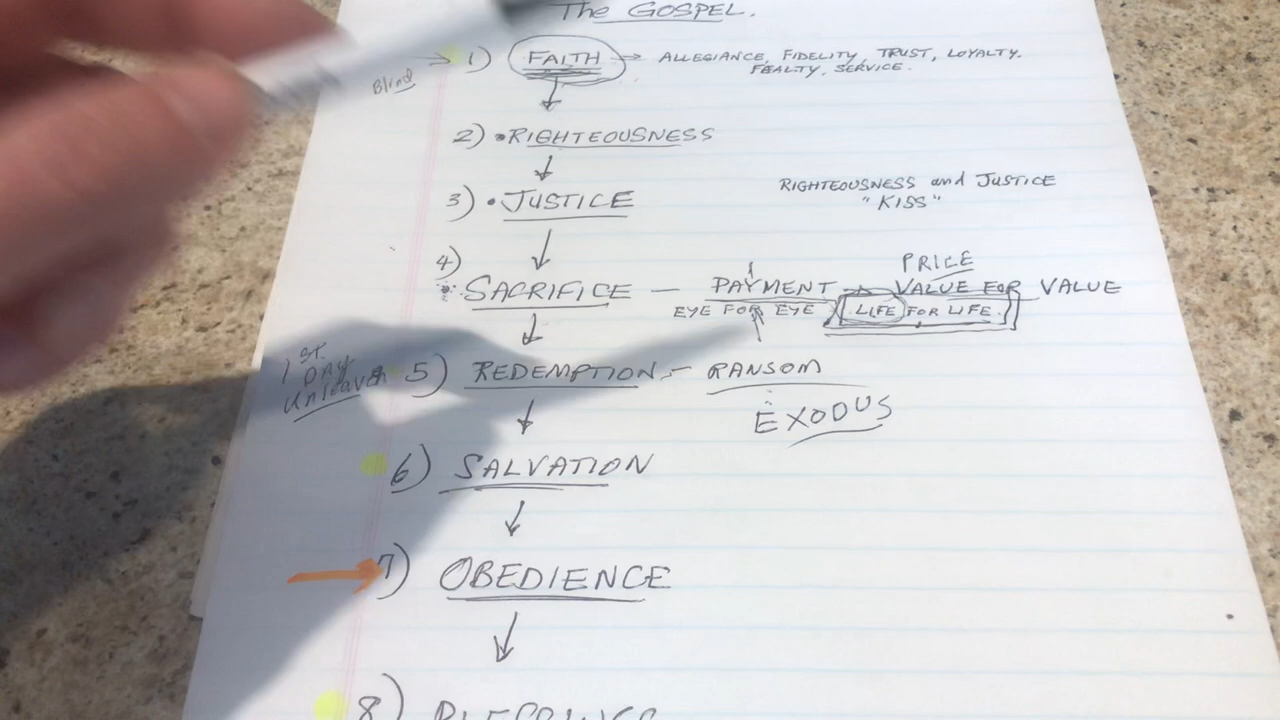 The GOSPEL.
1) FAITH → ALLEGIANCE, FIDELITY, TRUST, LOYALTY.
FEALTY, SERVICE.
Blind
2) • RIGHTEOUSNESS
3) • JUSTICE
RIGHTEOUSNESS and JUSTICE
"KISS"
4)
PRICE
SACRIFICE — PAYMENT → VALUE FOR VALUE
EYE FOR EYE LIFE FOR LIFE.
1st.
DAY
Unleaven 5) REDEMPTION – RANSOM
EXODUS
6) SALVATION
7) OBEDIENCE
8)